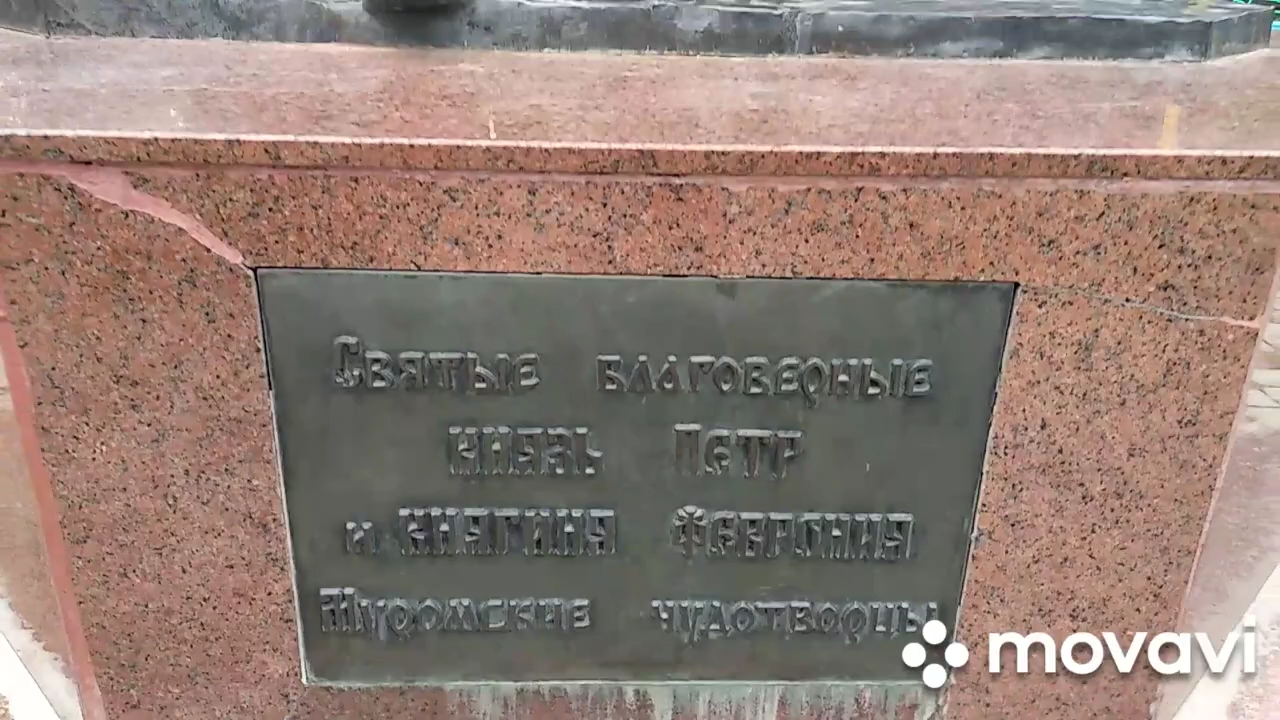 Святые благоверные
князь Петр
и княгиня Феврония
Муромские чудотворцы
movavi